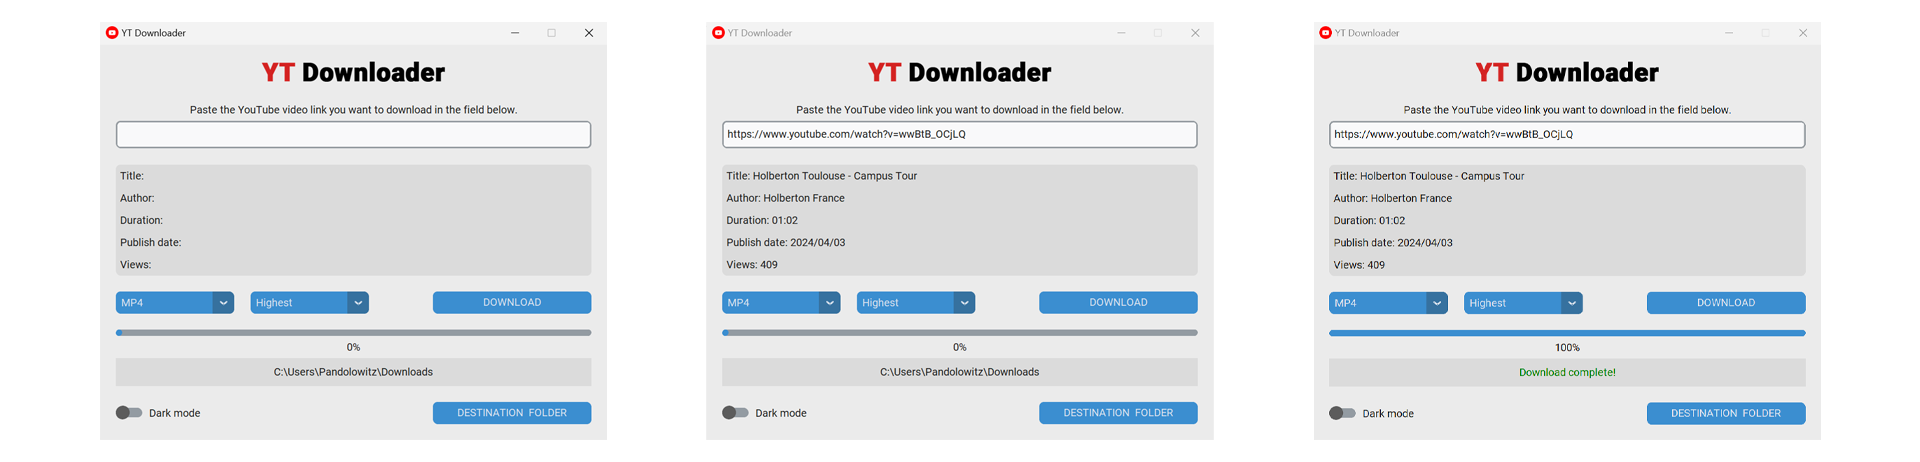 YT Downloader
YT Downloader
Paste the YouTube video link you want to download in the field below.
Title:
Author:
Duration:
Publish date:
Views:
MP4
Highest
DOWNLOAD
0%
C:\Users\Pandolowitz\Downloads
Dark mode
DESTINATION FOLDER
YT Downloader
YT Downloader
Paste the YouTube video link you want to download in the field below.
https://www.youtube.com/watch?v=wwBtB_OCjLQ
Title: Holberton Toulouse - Campus Tour
Author: Holberton France
Duration: 01:02
Publish date: 2024/04/03
Views: 409
MP4
Highest
DOWNLOAD
0%
C:\Users\Pandolowitz\Downloads
Dark mode
DESTINATION FOLDER
YT Downloader
YT Downloader
Paste the YouTube video link you want to download in the field below.
https://www.youtube.com/watch?v=wwBtB_OCjLQ
Title: Holberton Toulouse - Campus Tour
Author: Holberton France
Duration: 01:02
Publish date: 2024/04/03
Views: 409
MP4
Highest
DOWNLOAD
100%
Download complete!
Dark mode
DESTINATION FOLDER